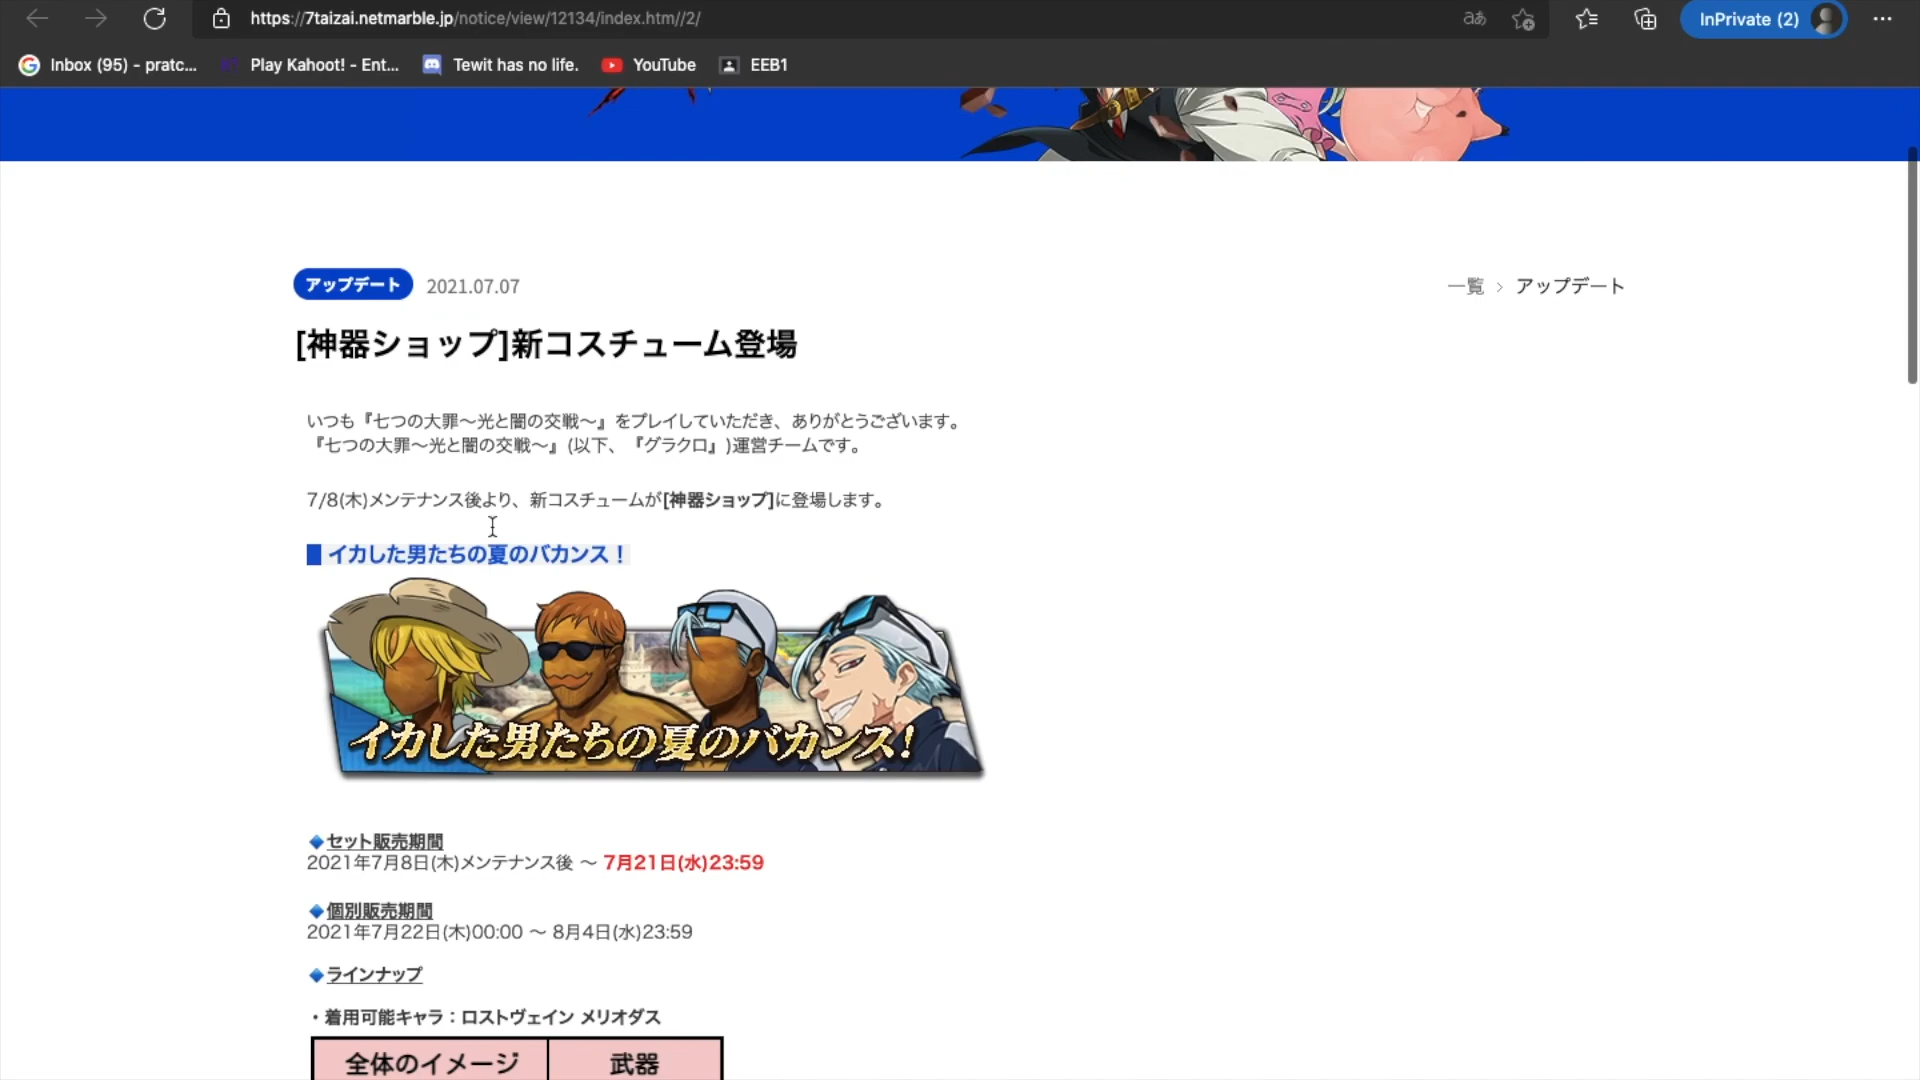 https://7taizai.netmarble.jp/notice/view/12134/index.htm//2/
aあ
InPrivate (2)
Inbox (95) - pratc...
Play Kahoot! - Ent...
Tewit has no life.
YouTube
EEB1
アップデート 2021.07.07
一覧 > アップデート
[神器ショップ]新コスチューム登場
いつも『七つの大罪〜光と闇の交戦〜』をプレイしていただき、ありがとうございます。
『七つの大罪〜光と闇の交戦〜』(以下、『グラクロ』)運営チームです。
7/8(木)メンテナンス後より、新コスチュームが[神器ショップ]に登場します。
■ イカした男たちの夏のバカンス！
イカした男たちの夏のバカンス!
🔹セット販売期間
2021年7月8日(木)メンテナンス後 〜 7月21日(水)23:59
🔹個別販売期間
2021年7月22日(木)00:00 〜 8月4日(水)23:59
🔹ラインナップ
・着用可能キャラ：ロストヴェイン メリオダス
全体のイメージ 武器